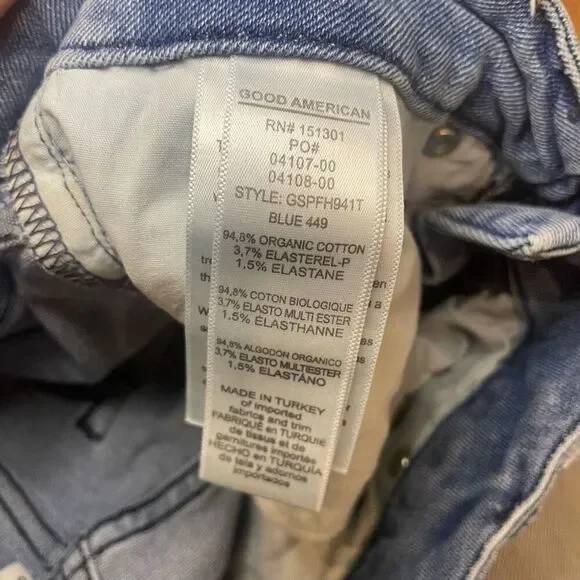 GOOD AMERICAN
RN# 151301
PO#
04107-00
04108-00
STYLE: GSPFH941T
BLUE 449
94,8% ORGANIC COTTON
3,7% ELASTEREL-P
1.5% ELASTANE
94,8% COTON BIOLOGIQUE
3,7% ELASTO MULTI ESTER
1.5% ÉLASTHANNE
94,8% ALGODON ORGANICO
3,7% ELASTO MULTIESTER
1.5% ELASTÁNO
MADE IN TURKEY
of imported
fabrics and trim
FABRIQUÉ EN TURQUIE
de tissus et de
garnitures importés
HECHO EN TURQUÍA
de tela y adornos
importados